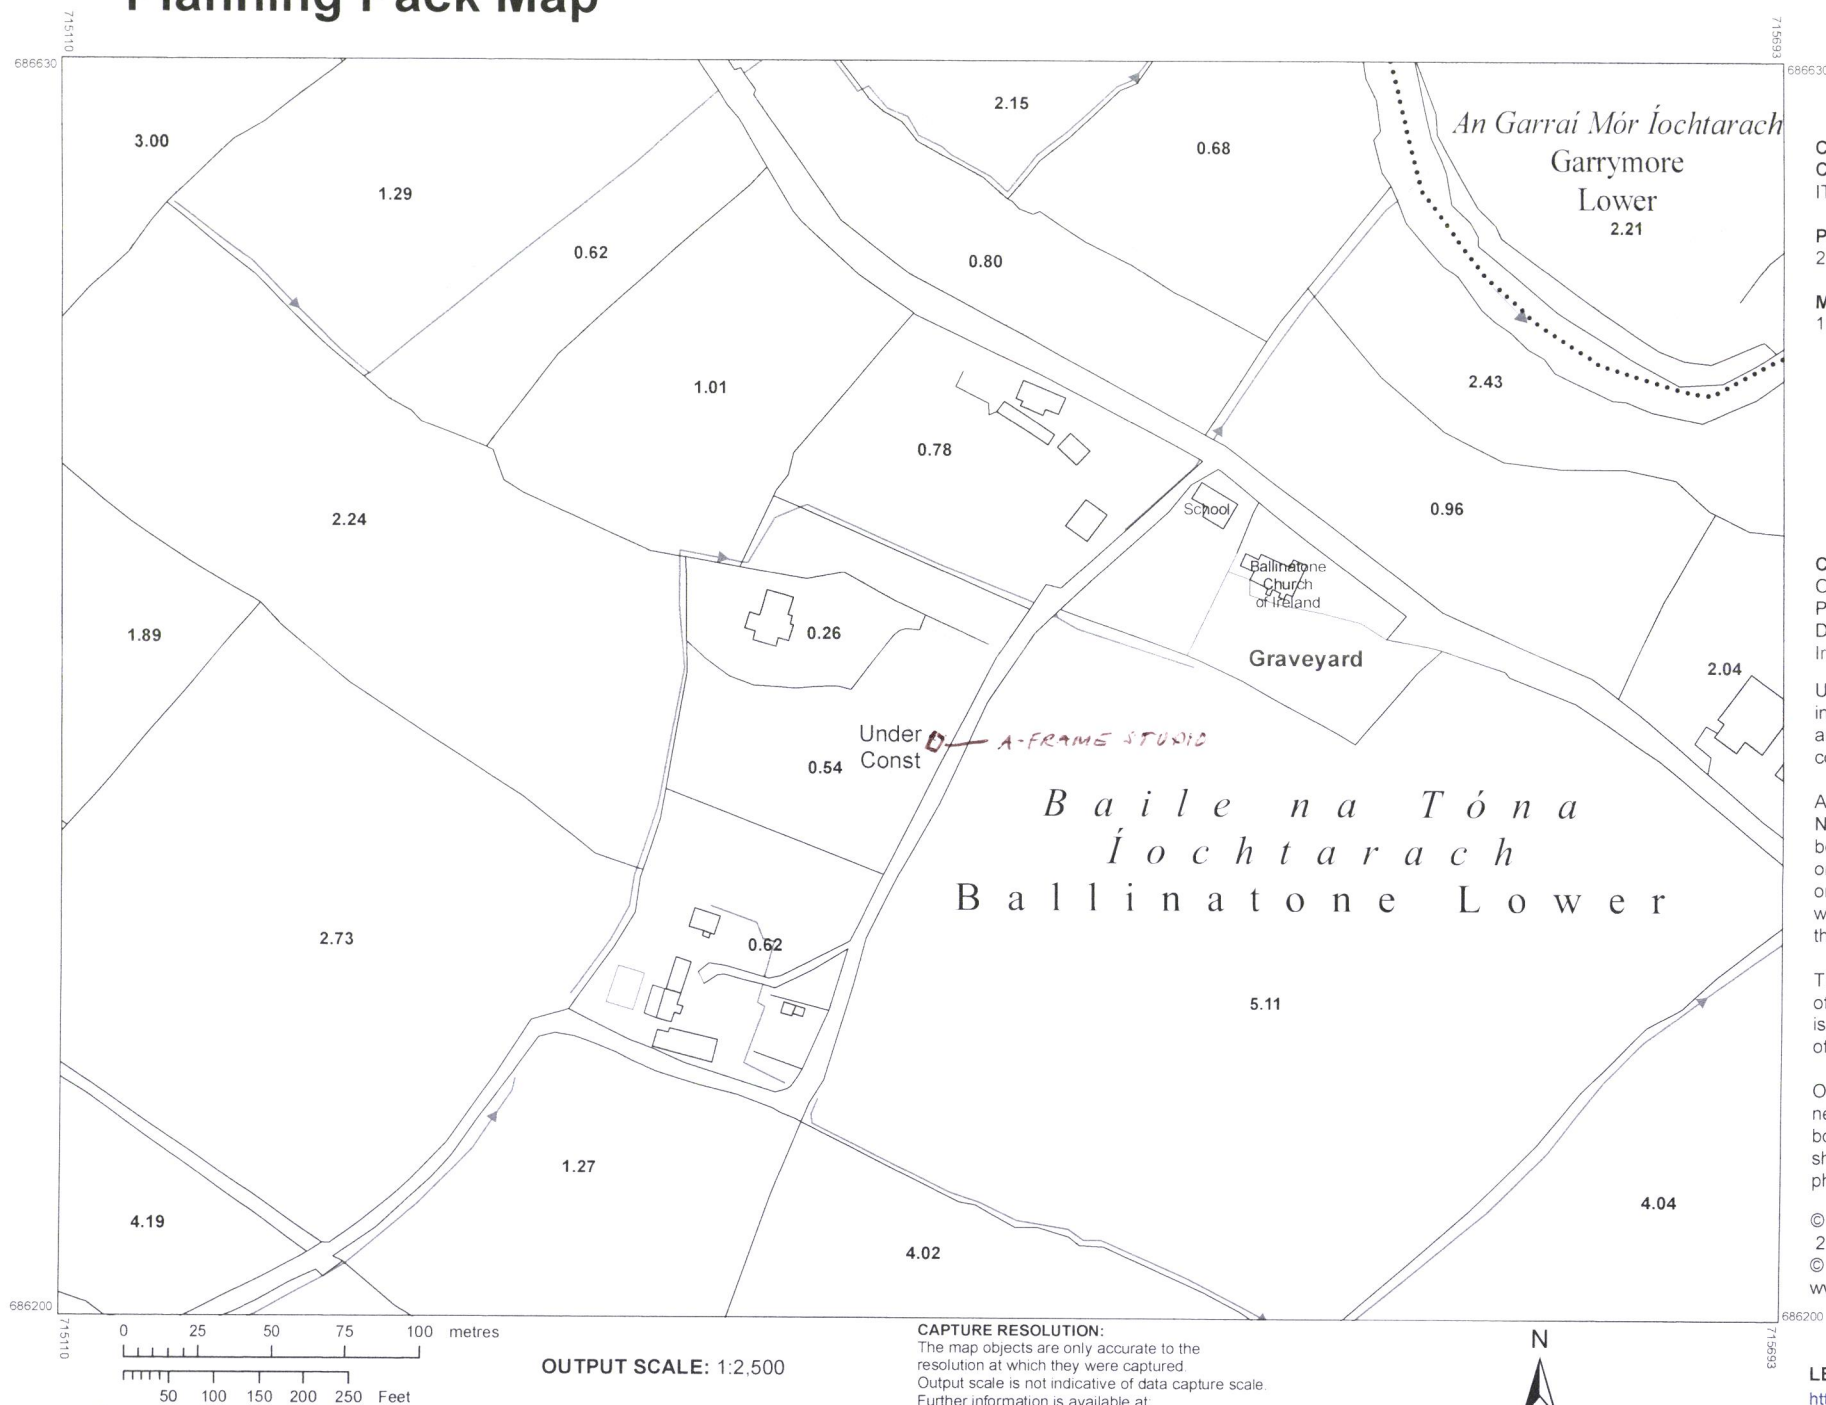 Planning Pack Map
715110
715693
686630
686630
3.00
1.29
0.62
2.15
0.68
0.80
An Garraí Mór Íochtarach
Garrymore
Lower
2.21
1.01
0.78
2.43
0.96
2.24
School
Ballinatone
Church
of Ireland
Graveyard
1.89
0.26
2.04
Under
Const
0.54
A-FRAME STUDIO
Baile na Tóna
Íochtarach
Ballinatone Lower
2.73
0.62
5.11
1.27
4.19
4.02
4.04
686200
686200
715110
715693
0 25 50 75 100 metres
50 100 150 200 250 Feet
OUTPUT SCALE: 1:2,500
CAPTURE RESOLUTION:
The map objects are only accurate to the
resolution at which they were captured.
Output scale is not indicative of data capture scale.
Further information is available at:
N